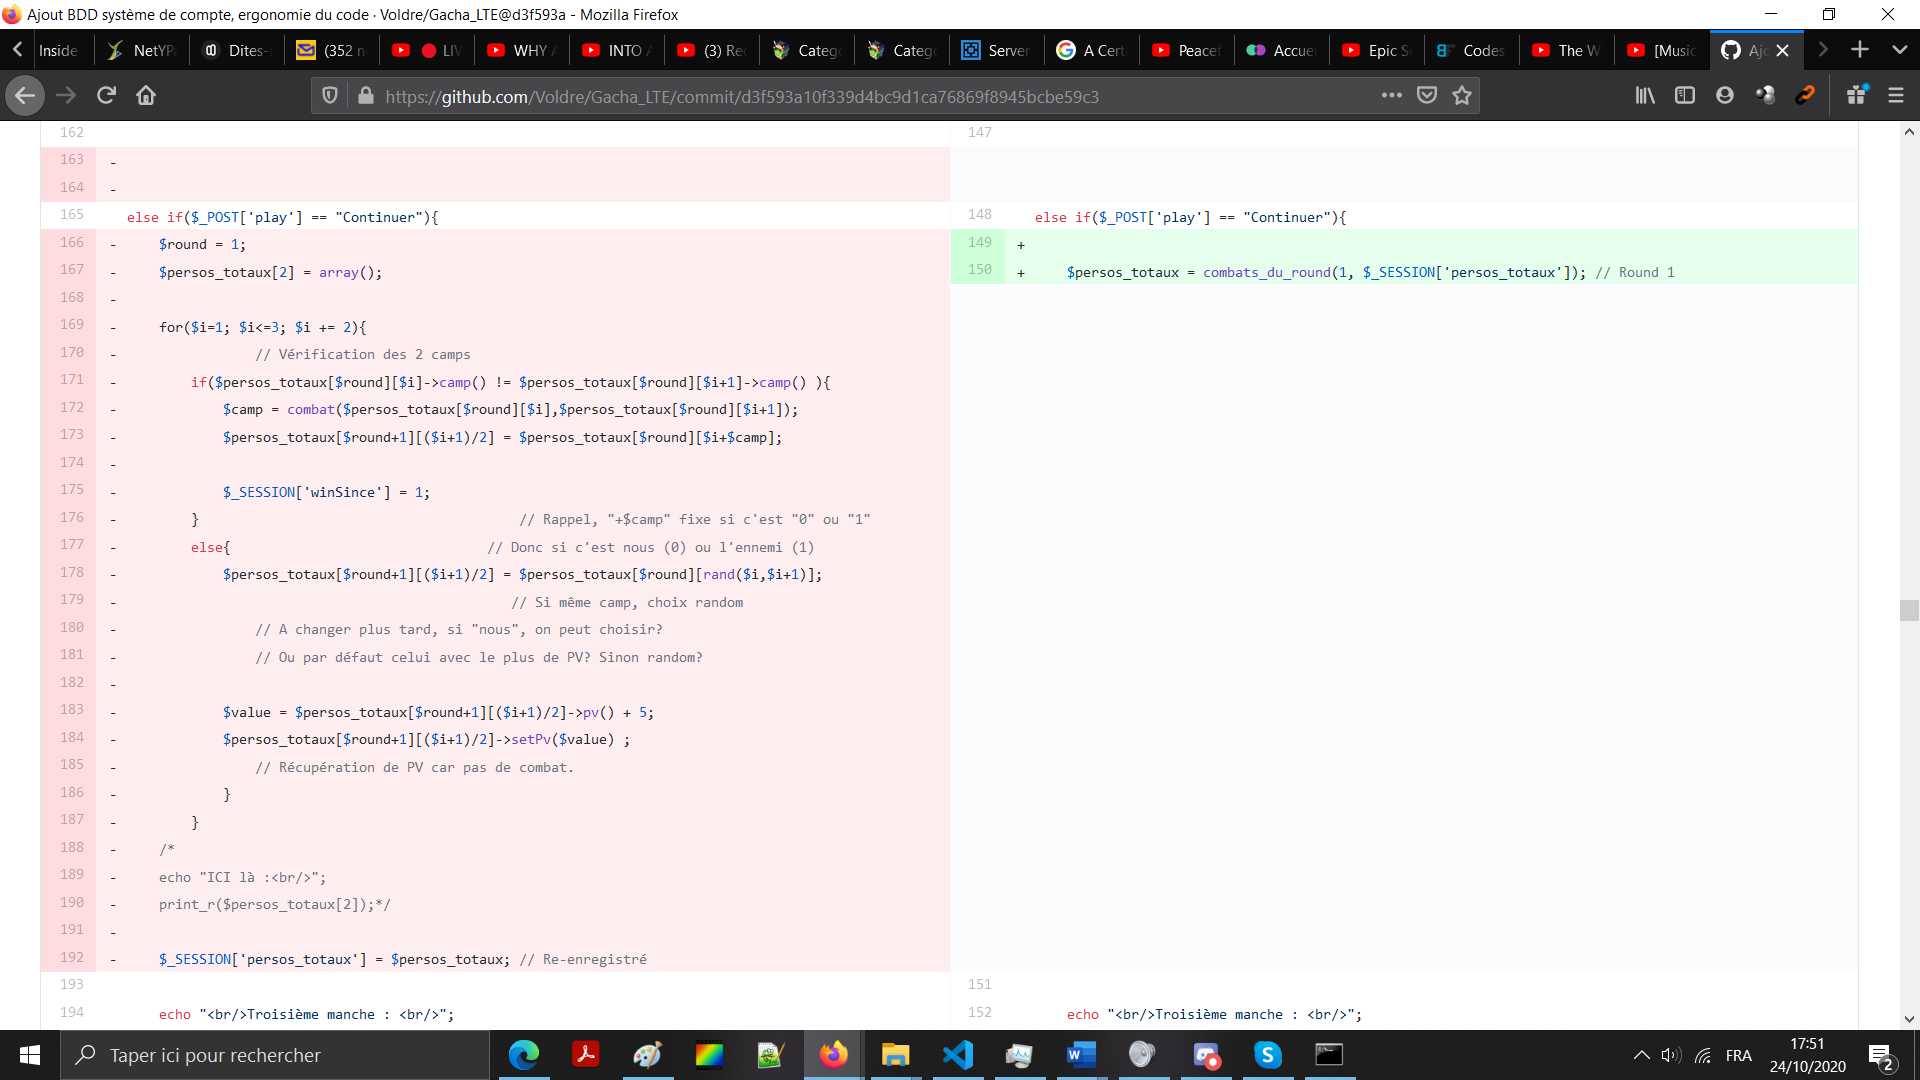 Ajout BDD système de compte, ergonomie du code · Voldre/Gacha_LTE@d3f593a - Mozilla Firefox
Inside
NetYP
Dites-
(352 n
LIV
WHY
INTO
(3) Re
Catego
Catego
Server
A Cert
Peacef
Accuei
Epic S
Codes
The W
[Music
Ajo
https://github.com/Voldre/Gacha_LTE/commit/d3f593a10f339d4bc9d1ca76869f8945bcbe59c3
162
163 -
164 -
165 else if($_POST['play'] == "Continuer"){
166 - $round = 1;
167 - $persos_totaux[2] = array();
168 -
169 - for($i=1; $i<=3; $i += 2){
170 - // Vérification des 2 camps
171 - if($persos_totaux[$round][$i]->camp() != $persos_totaux[$round][$i+1]->camp() ){
172 - $camp = combat($persos_totaux[$round][$i],$persos_totaux[$round][$i+1]);
173 - $persos_totaux[$round+1][($i+1)/2] = $persos_totaux[$round][$i+$camp];
174 -
175 - $_SESSION['winSince'] = 1;
176 - } // Rappel, "+$camp" fixe si c'est "0" ou "1"
177 - else{ // Donc si c'est nous (0) ou l'ennemi (1)
178 - $persos_totaux[$round+1][($i+1)/2] = $persos_totaux[$round][rand($i,$i+1)];
179 - // Si même camp, choix random
180 - // A changer plus tard, si "nous", on peut choisir?
181 - // Ou par défaut celui avec le plus de PV? Sinon random?
182 -
183 - $value = $persos_totaux[$round+1][($i+1)/2]->pv() + 5;
184 - $persos_totaux[$round+1][($i+1)/2]->setPv($value) ;
185 - // Récupération de PV car pas de combat.
186 - }
187 - }
188 - /*
189 - echo "ICI là :<br/>";
190 - print_r($persos_totaux[2]);*/
191 -
192 - $_SESSION['persos_totaux'] = $persos_totaux; // Re-enregistré
193
194 echo "<br/>Troisième manche : <br/>";
147
148 else if($_POST['play'] == "Continuer"){
149 +
150 + $persos_totaux = combats_du_round(1, $_SESSION['persos_totaux']); // Round 1
151
152 echo "<br/>Troisième manche : <br/>";
Taper ici pour rechercher
FRA
17:51
24/10/2020
2